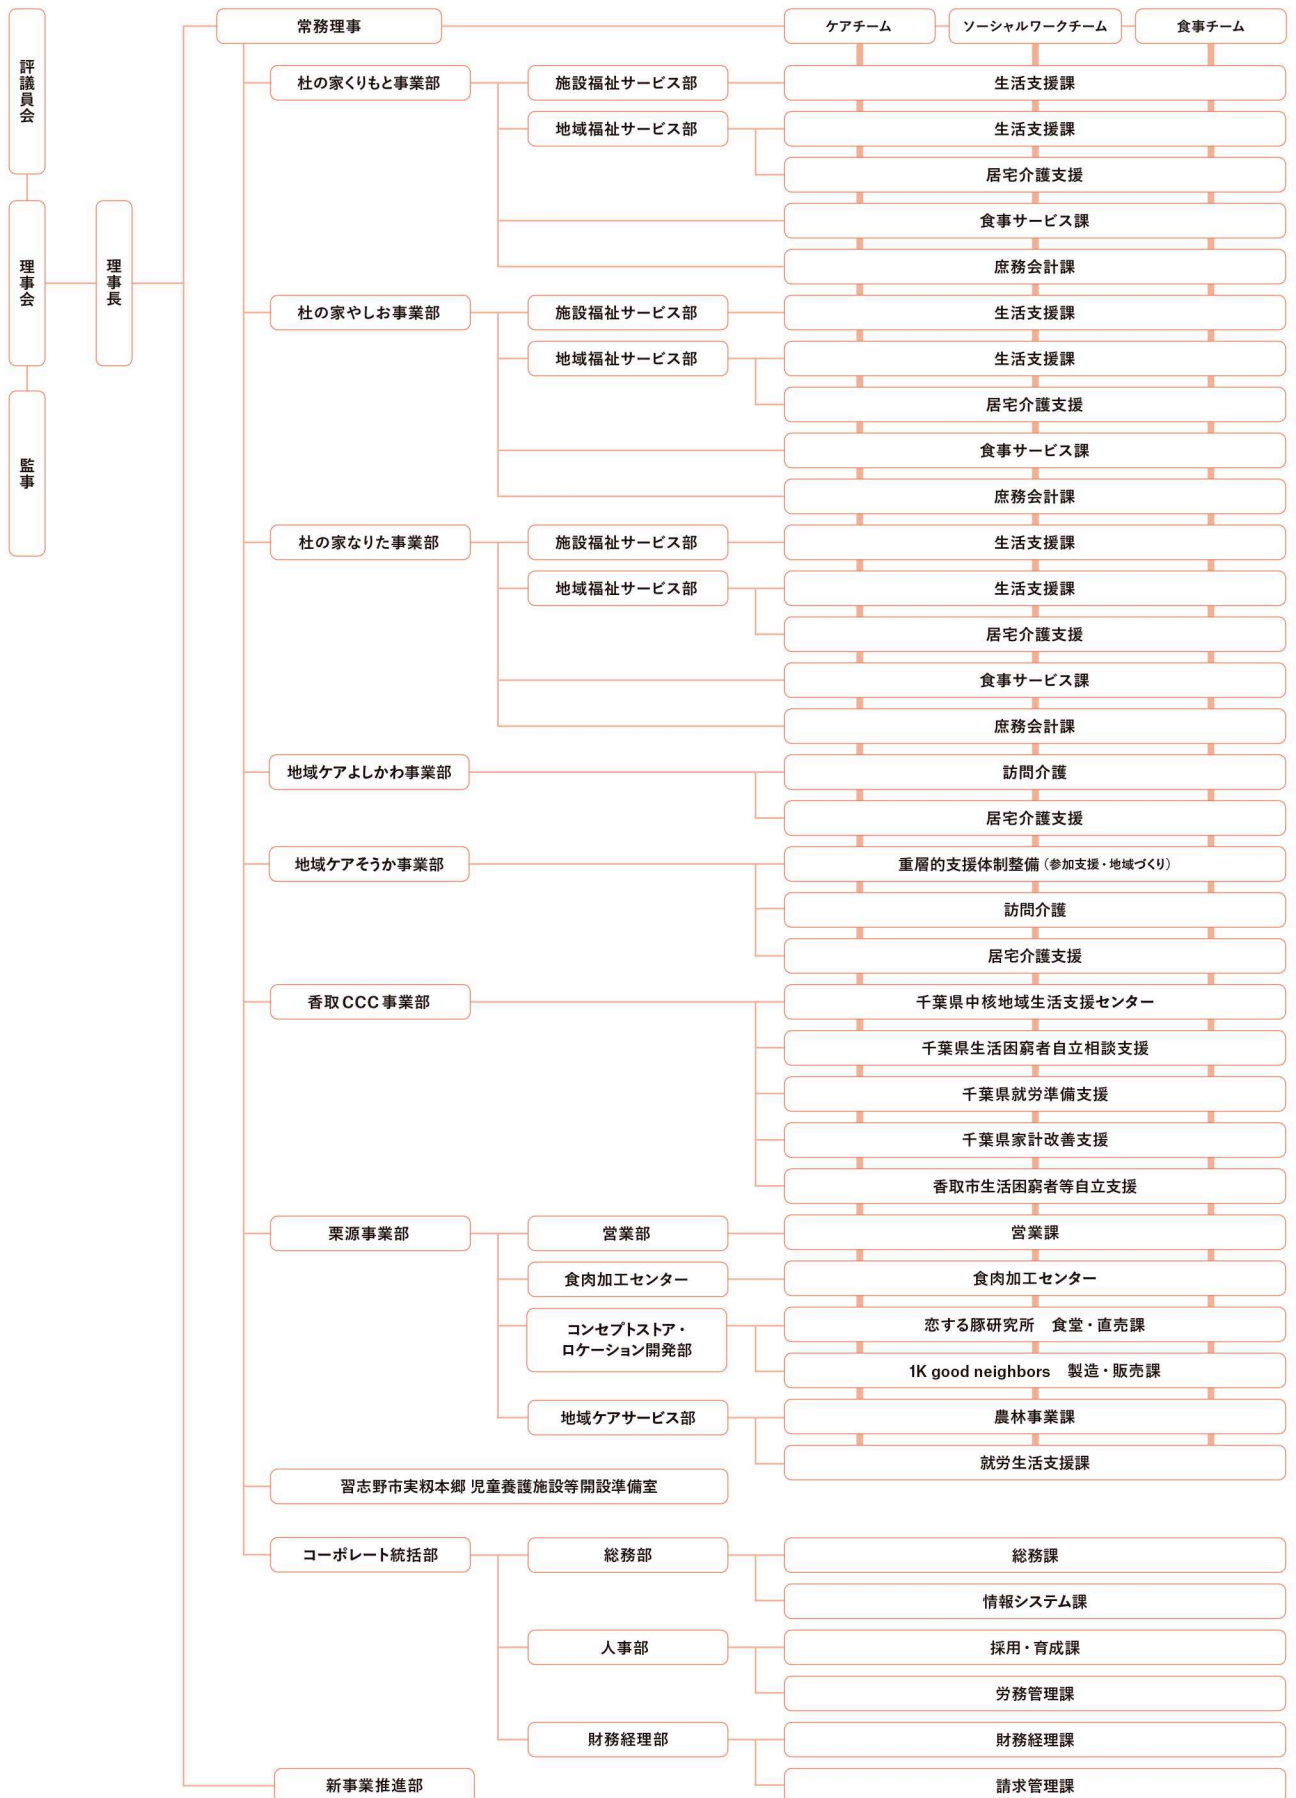 評議員会
理事会
監事
理事長
常務理事
ケアチーム
ソーシャルワークチーム
食事チーム
杜の家くりもと事業部
施設福祉サービス部
生活支援課
地域福祉サービス部
生活支援課
居宅介護支援
食事サービス課
庶務会計課
杜の家やしお事業部
施設福祉サービス部
生活支援課
地域福祉サービス部
生活支援課
居宅介護支援
食事サービス課
庶務会計課
杜の家なりた事業部
施設福祉サービス部
生活支援課
地域福祉サービス部
生活支援課
居宅介護支援
食事サービス課
庶務会計課
地域ケアよしかわ事業部
訪問介護
居宅介護支援
地域ケアそうか事業部
重層的支援体制整備（参加支援・地域づくり）
訪問介護
居宅介護支援
香取CCC事業部
千葉県中核地域生活支援センター
千葉県生活困窮者自立相談支援
千葉県就労準備支援
千葉県家計改善支援
香取市生活困窮者等自立支援
栗源事業部
営業部
営業課
食肉加工センター
食肉加工センター
コンセプトストア・
ロケーション開発部
恋する豚研究所　食堂・直売課
1K good neighbors　製造・販売課
地域ケアサービス部
農林事業課
就労生活支援課
習志野市実籾本郷 児童養護施設等開設準備室
コーポレート統括部
総務部
総務課
情報システム課
人事部
採用・育成課
労務管理課
財務経理部
財務経理課
請求管理課
新事業推進部